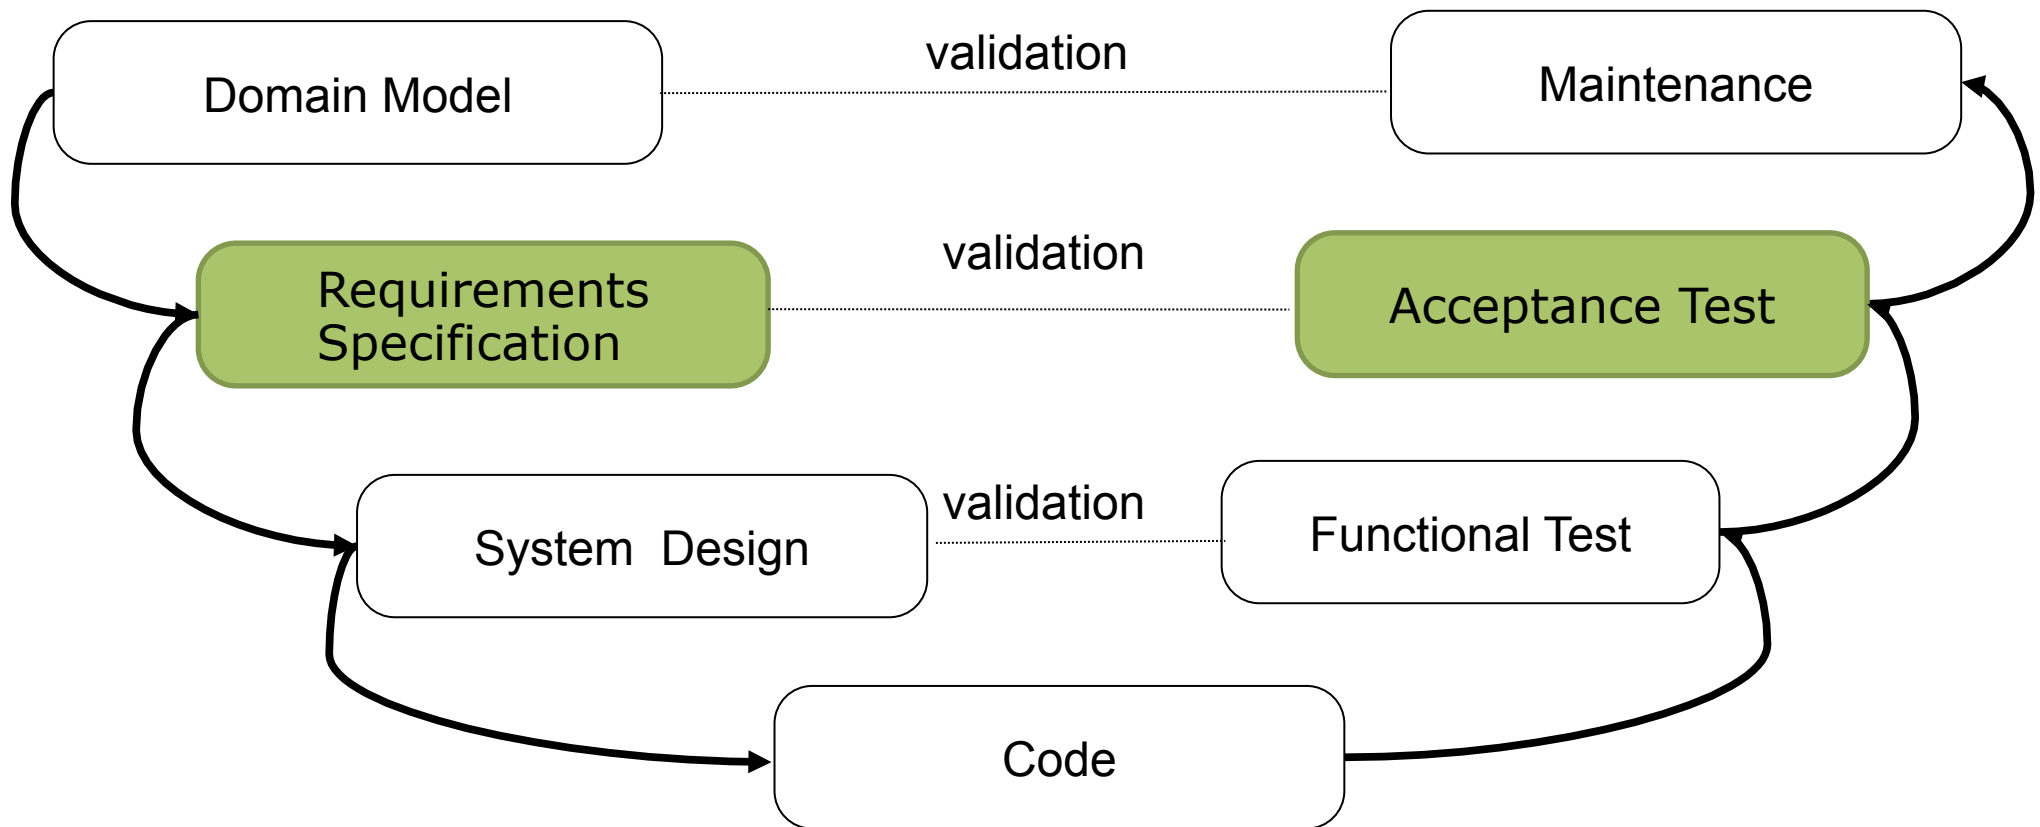 validation
Domain Model
Maintenance
validation
Requirements
Specification
Acceptance Test
validation
System Design
Functional Test
Code